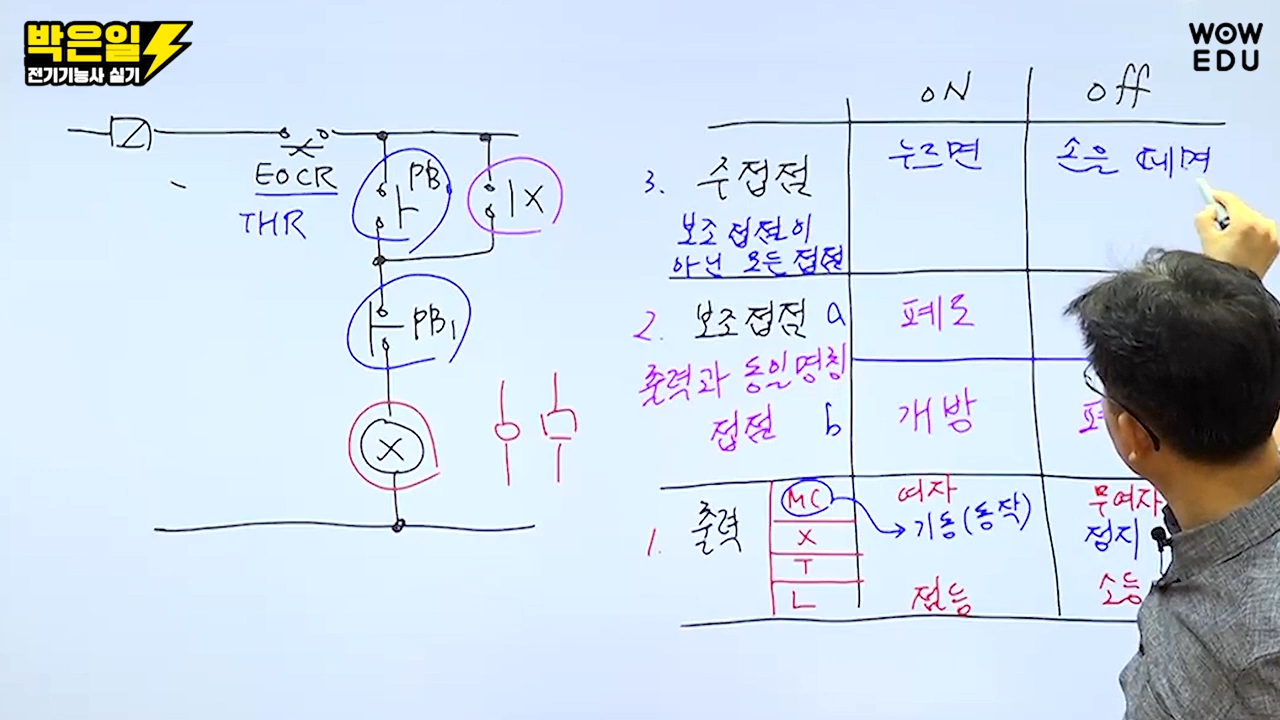 박은일
전기기능사 실기
WOW
EDU
EOCR
THR
PB
X
PB1
X
ON
off
3. 주접점
누르면
손을 떼면
보조접점이
아닌 모든 접점
2. 보조접점 a
폐로
출력과 동일명칭
접점 b
개방
1. 출력
MC
여자
무여자
기동(동작)
정지
X
T
L
점등
소등